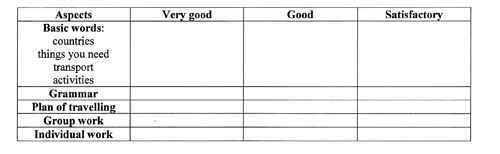 Aspects Very good Good Satisfactory
Basic words:
countries
things you need
transport
activities
Grammar
Plan of travelling
Group work
Individual work